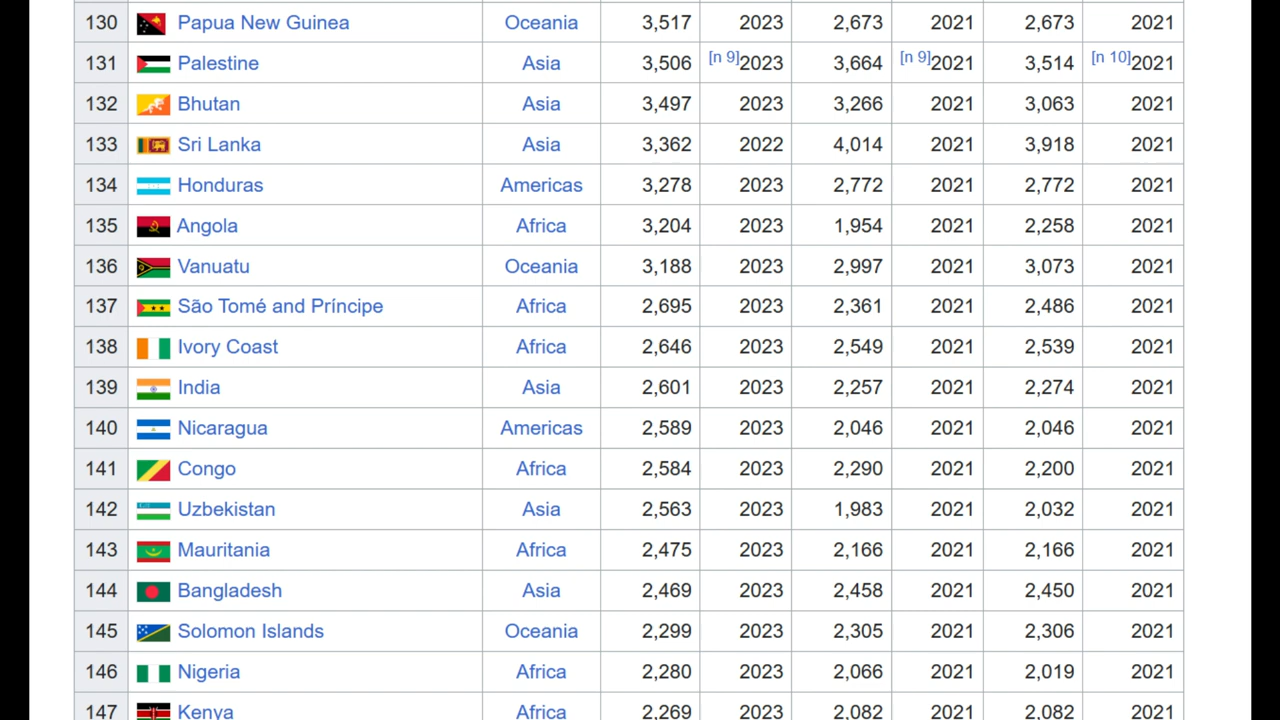 130 Papua New Guinea Oceania 3,517 2023 2,673 2021 2,673 2021
131 Palestine Asia 3,506 [n 9]2023 3,664 [n 9]2021 3,514 [n 10]2021
132 Bhutan Asia 3,497 2023 3,266 2021 3,063 2021
133 Sri Lanka Asia 3,362 2022 4,014 2021 3,918 2021
134 Honduras Americas 3,278 2023 2,772 2021 2,772 2021
135 Angola Africa 3,204 2023 1,954 2021 2,258 2021
136 Vanuatu Oceania 3,188 2023 2,997 2021 3,073 2021
137 São Tomé and Príncipe Africa 2,695 2023 2,361 2021 2,486 2021
138 Ivory Coast Africa 2,646 2023 2,549 2021 2,539 2021
139 India Asia 2,601 2023 2,257 2021 2,274 2021
140 Nicaragua Americas 2,589 2023 2,046 2021 2,046 2021
141 Congo Africa 2,584 2023 2,290 2021 2,200 2021
142 Uzbekistan Asia 2,563 2023 1,983 2021 2,032 2021
143 Mauritania Africa 2,475 2023 2,166 2021 2,166 2021
144 Bangladesh Asia 2,469 2023 2,458 2021 2,450 2021
145 Solomon Islands Oceania 2,299 2023 2,305 2021 2,306 2021
146 Nigeria Africa 2,280 2023 2,066 2021 2,019 2021
147 Kenya Africa 2,269 2023 2,082 2021 2,082 2021